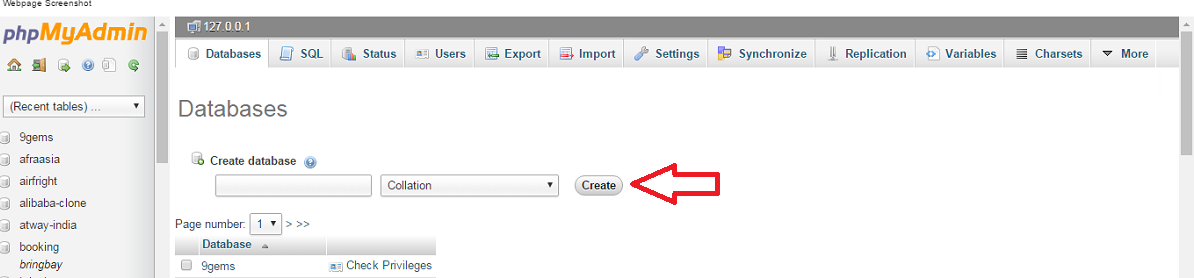 Webpage Screenshot
phpMyAdmin
(Recent tables) ...
9gems
afraasia
airfright
alibaba-clone
atway-india
booking
bringbay
127.0.0.1
Databases SQL Status Users Export Import Settings Synchronize Replication Variables Charsets More
Databases
Create database
Collation Create
Page number: 1 > >>
Database
9gems Check Privileges